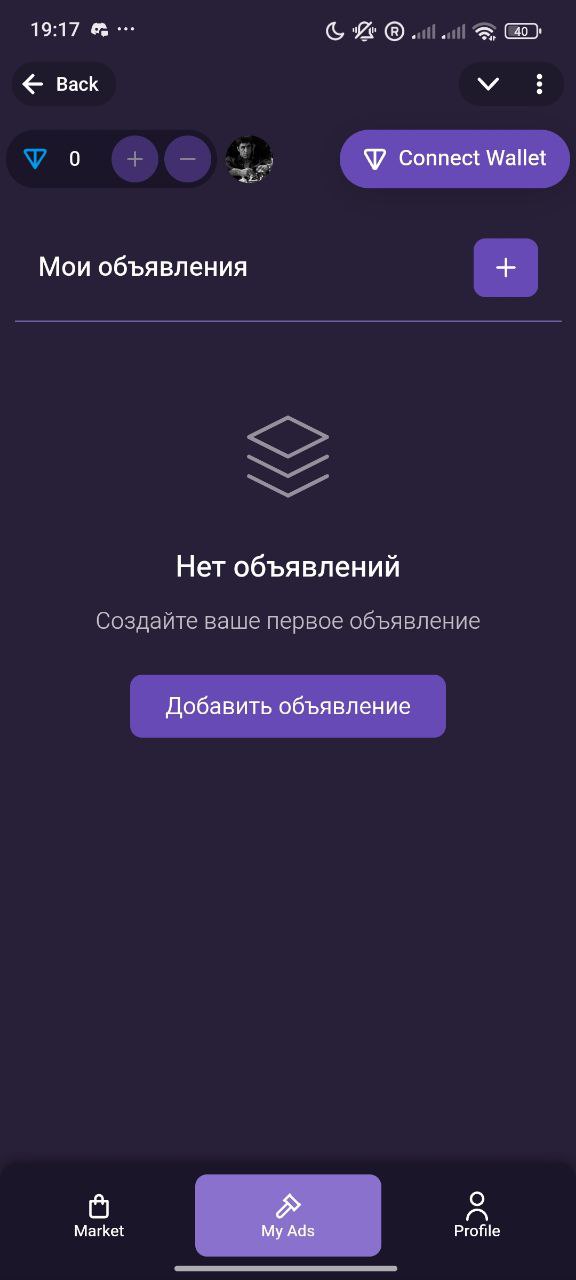 19:17
40
Back
0
Connect Wallet
Мои объявления
Нет объявлений
Создайте ваше первое объявление
Добавить объявление
Market
My Ads
Profile